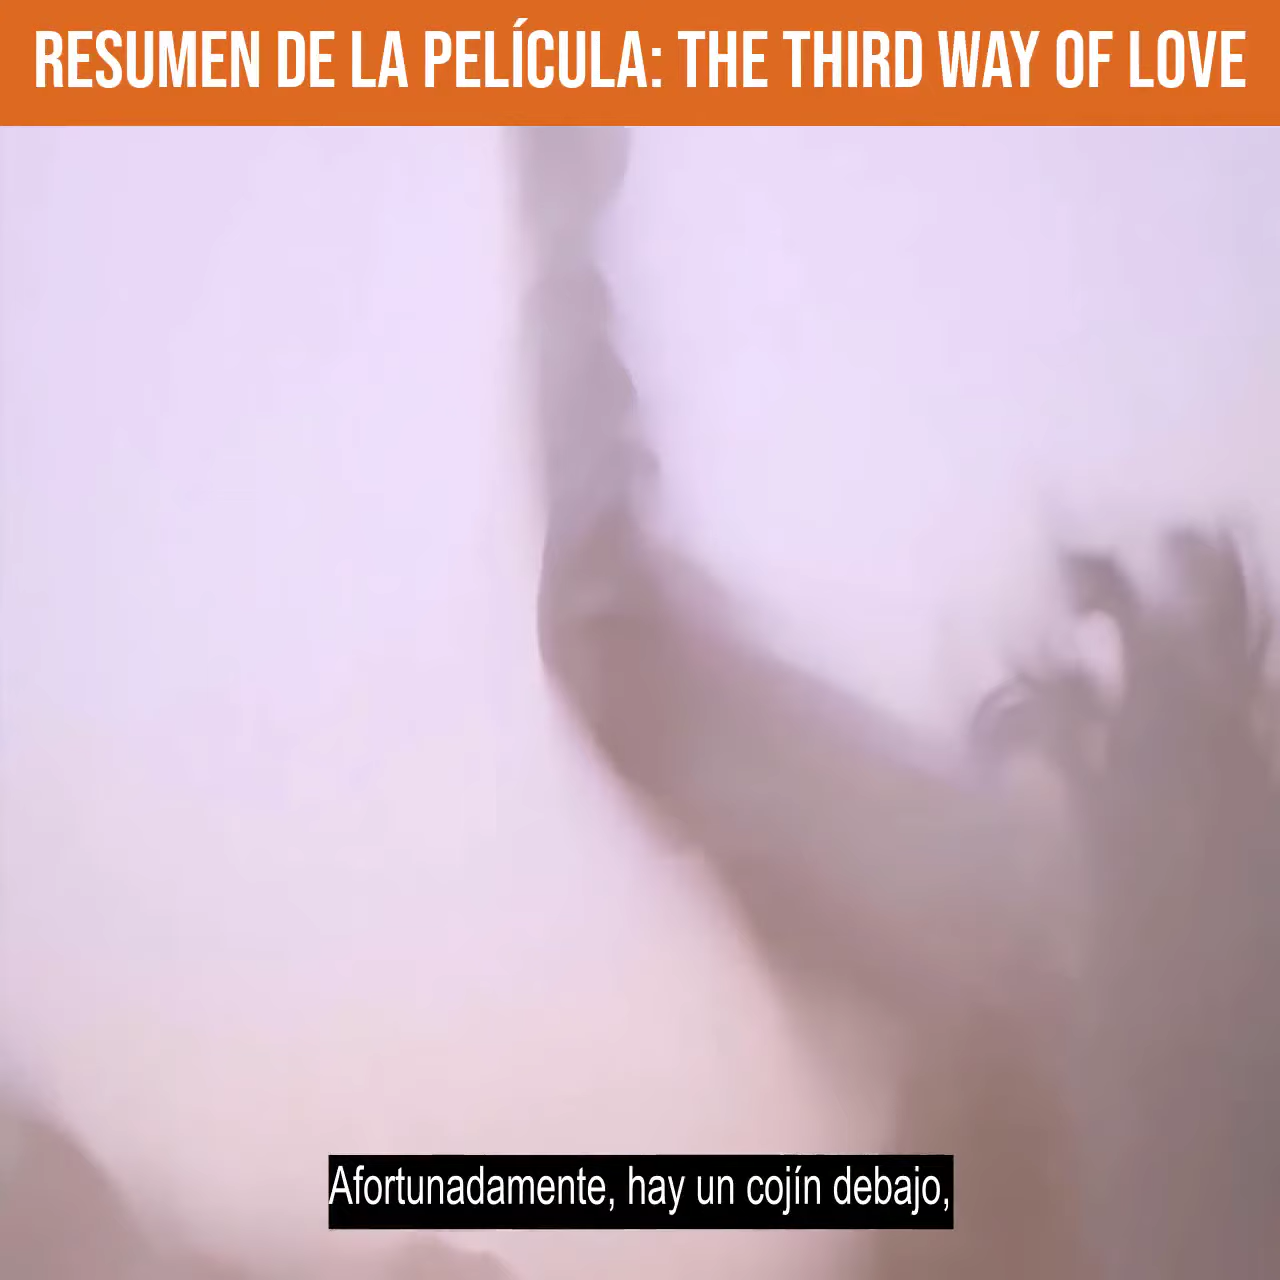 RESUMEN DE LA PELÍCULA: THE THIRD WAY OF LOVE
Afortunadamente, hay un cojín debajo,